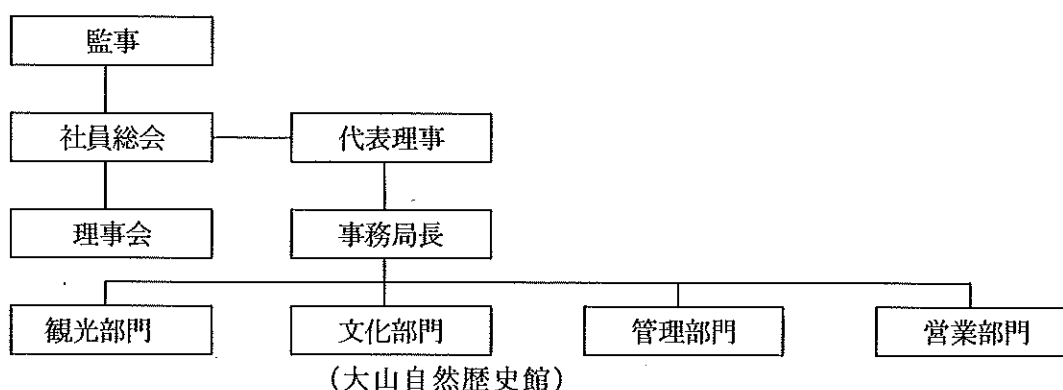 監事
社員総会
代表理事
理事会
事務局長
観光部門
文化部門
管理部門
営業部門
(大山自然歴史館)